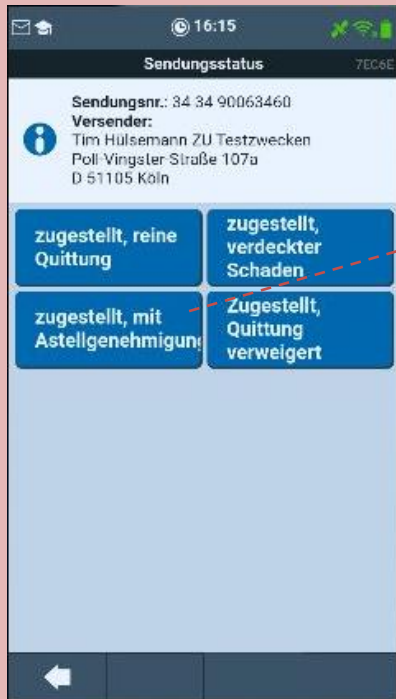 16:15
Sendungsstatus 7EC6E
Sendungsnr.: 34 34 90063460
Versender:
Tim Hülsemann ZU Testzwecken
Poll-Vingster Straße 107a
D 51105 Köln
zugestellt, reine
Quittung
zugestellt,
verdeckter
Schaden
zugestellt, mit
Astellgenehmigung
Zugestellt,
Quittung
verweigert